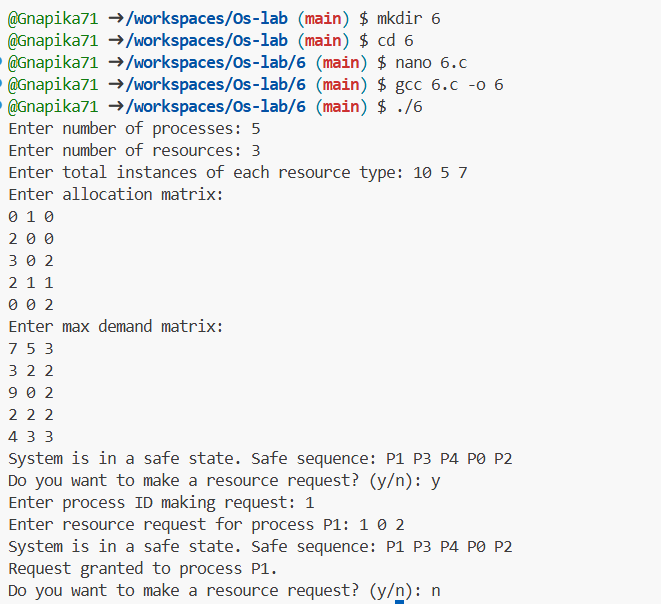 @Gnapika71 →/workspaces/Os-lab (main) $ mkdir 6
@Gnapika71 →/workspaces/Os-lab (main) $ cd 6
@Gnapika71 →/workspaces/Os-lab/6 (main) $ nano 6.c
@Gnapika71 →/workspaces/Os-lab/6 (main) $ gcc 6.c -o 6
@Gnapika71 →/workspaces/Os-lab/6 (main) $ ./6
Enter number of processes: 5
Enter number of resources: 3
Enter total instances of each resource type: 10 5 7
Enter allocation matrix:
0 1 0
2 0 0
3 0 2
2 1 1
0 0 2
Enter max demand matrix:
7 5 3
3 2 2
9 0 2
2 2 2
4 3 3
System is in a safe state. Safe sequence: P1 P3 P4 P0 P2
Do you want to make a resource request? (y/n): y
Enter process ID making request: 1
Enter resource request for process P1: 1 0 2
System is in a safe state. Safe sequence: P1 P3 P4 P0 P2
Request granted to process P1.
Do you want to make a resource request? (y/n): n